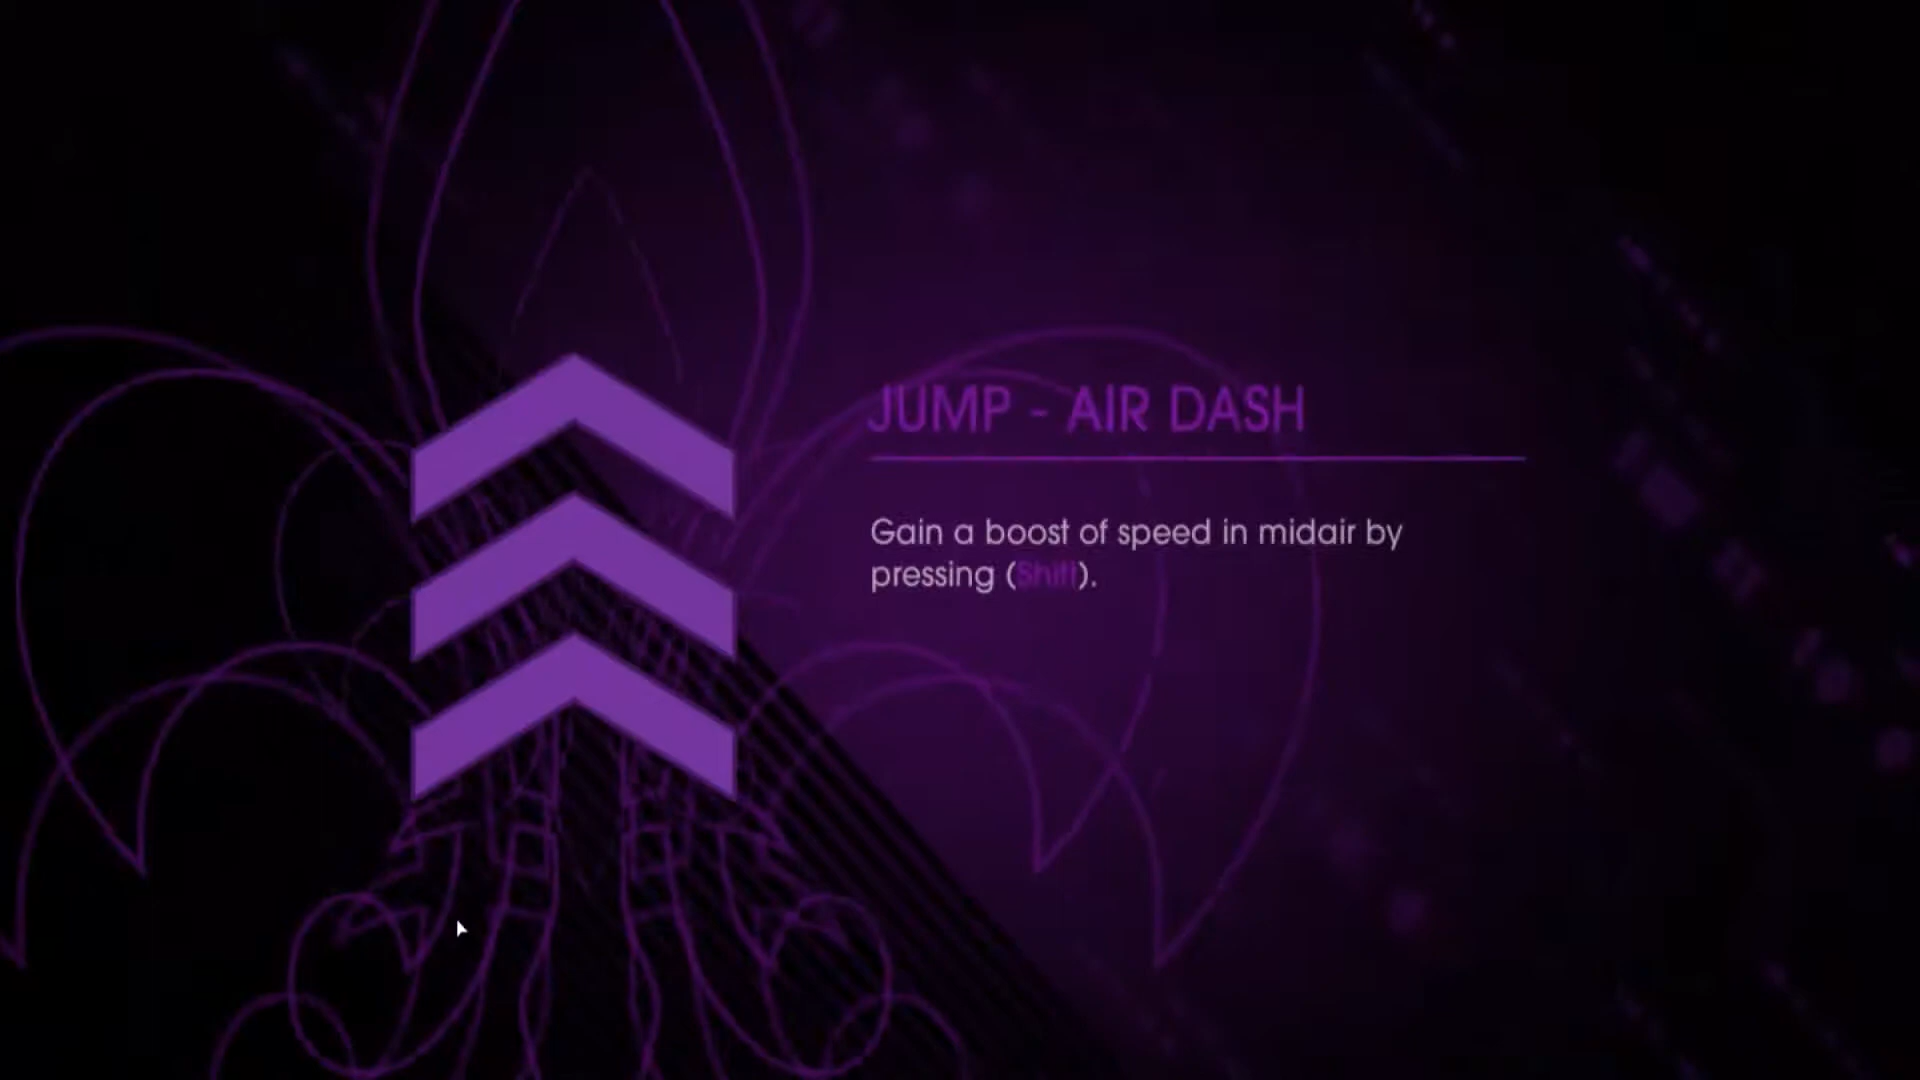 JUMP - AIR DASH
Gain a boost of speed in midair by
pressing (Shift).